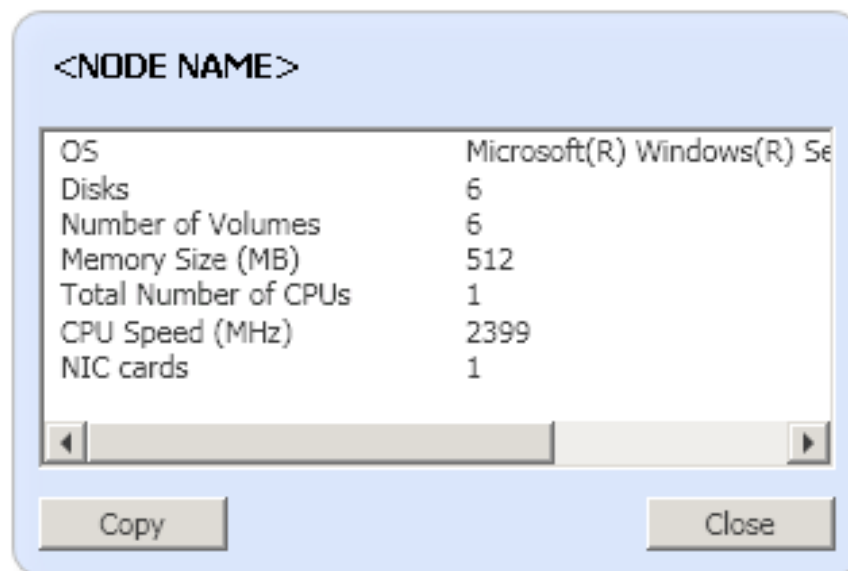 <NODE NAME>
OS Microsoft(R) Windows(R) Se
Disks 6
Number of Volumes 6
Memory Size (MB) 512
Total Number of CPUs 1
CPU Speed (MHz) 2399
NIC cards 1
Copy Close